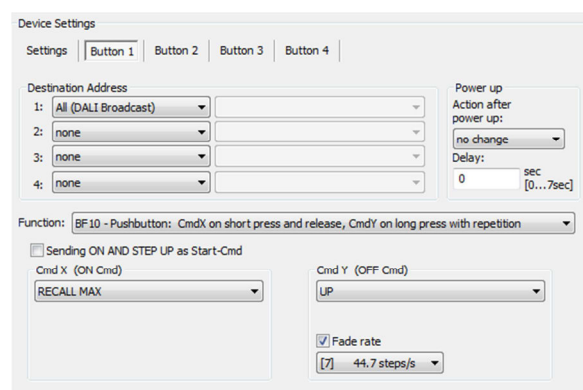 Device Settings
Settings Button 1 Button 2 Button 3 Button 4
Destination Address
1: All (DALI Broadcast)
2: none
3: none
4: none
Power up
Action after
power up:
no change
Delay:
0 sec
[0...7sec]
Function: BF10 - Pushbutton: CmdX on short press and release, CmdY on long press with repetition
Sending ON AND STEP UP as Start-Cmd
Cmd X (ON Cmd)
RECALL MAX
Cmd Y (OFF Cmd)
UP
Fade rate
[7] 44.7 steps/s